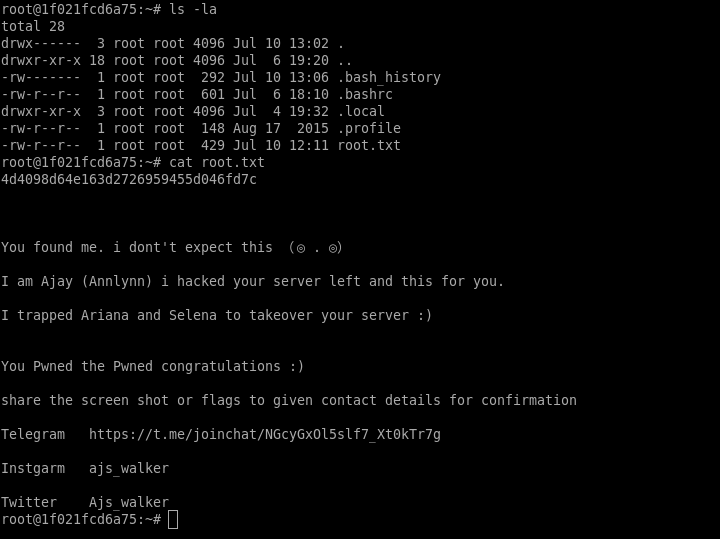 root@1f021fcd6a75:~# ls -la
total 28
drwx------  3 root root 4096 Jul 10 13:02 .
drwxr-xr-x 18 root root 4096 Jul  6 19:20 ..
-rw-------  1 root root  292 Jul 10 13:06 .bash_history
-rw-r--r--  1 root root  601 Jul  6 18:10 .bashrc
drwxr-xr-x  3 root root 4096 Jul  4 19:32 .local
-rw-r--r--  1 root root  148 Aug 17  2015 .profile
-rw-r--r--  1 root root  429 Jul 10 12:11 root.txt
root@1f021fcd6a75:~# cat root.txt
4d4098d64e163d2726959455d046fd7c
You found me. i dont't expect this （◎ . ◎）
I am Ajay (Annlynn) i hacked your server left and this for you.
I trapped Ariana and Selena to takeover your server :)
You Pwned the Pwned congratulations :)
share the screen shot or flags to given contact details for confirmation
Telegram   https://t.me/joinchat/NGcyGxOl5slf7_Xt0kTr7g
Instgarm   ajs_walker
Twitter    Ajs_walker
root@1f021fcd6a75:~#